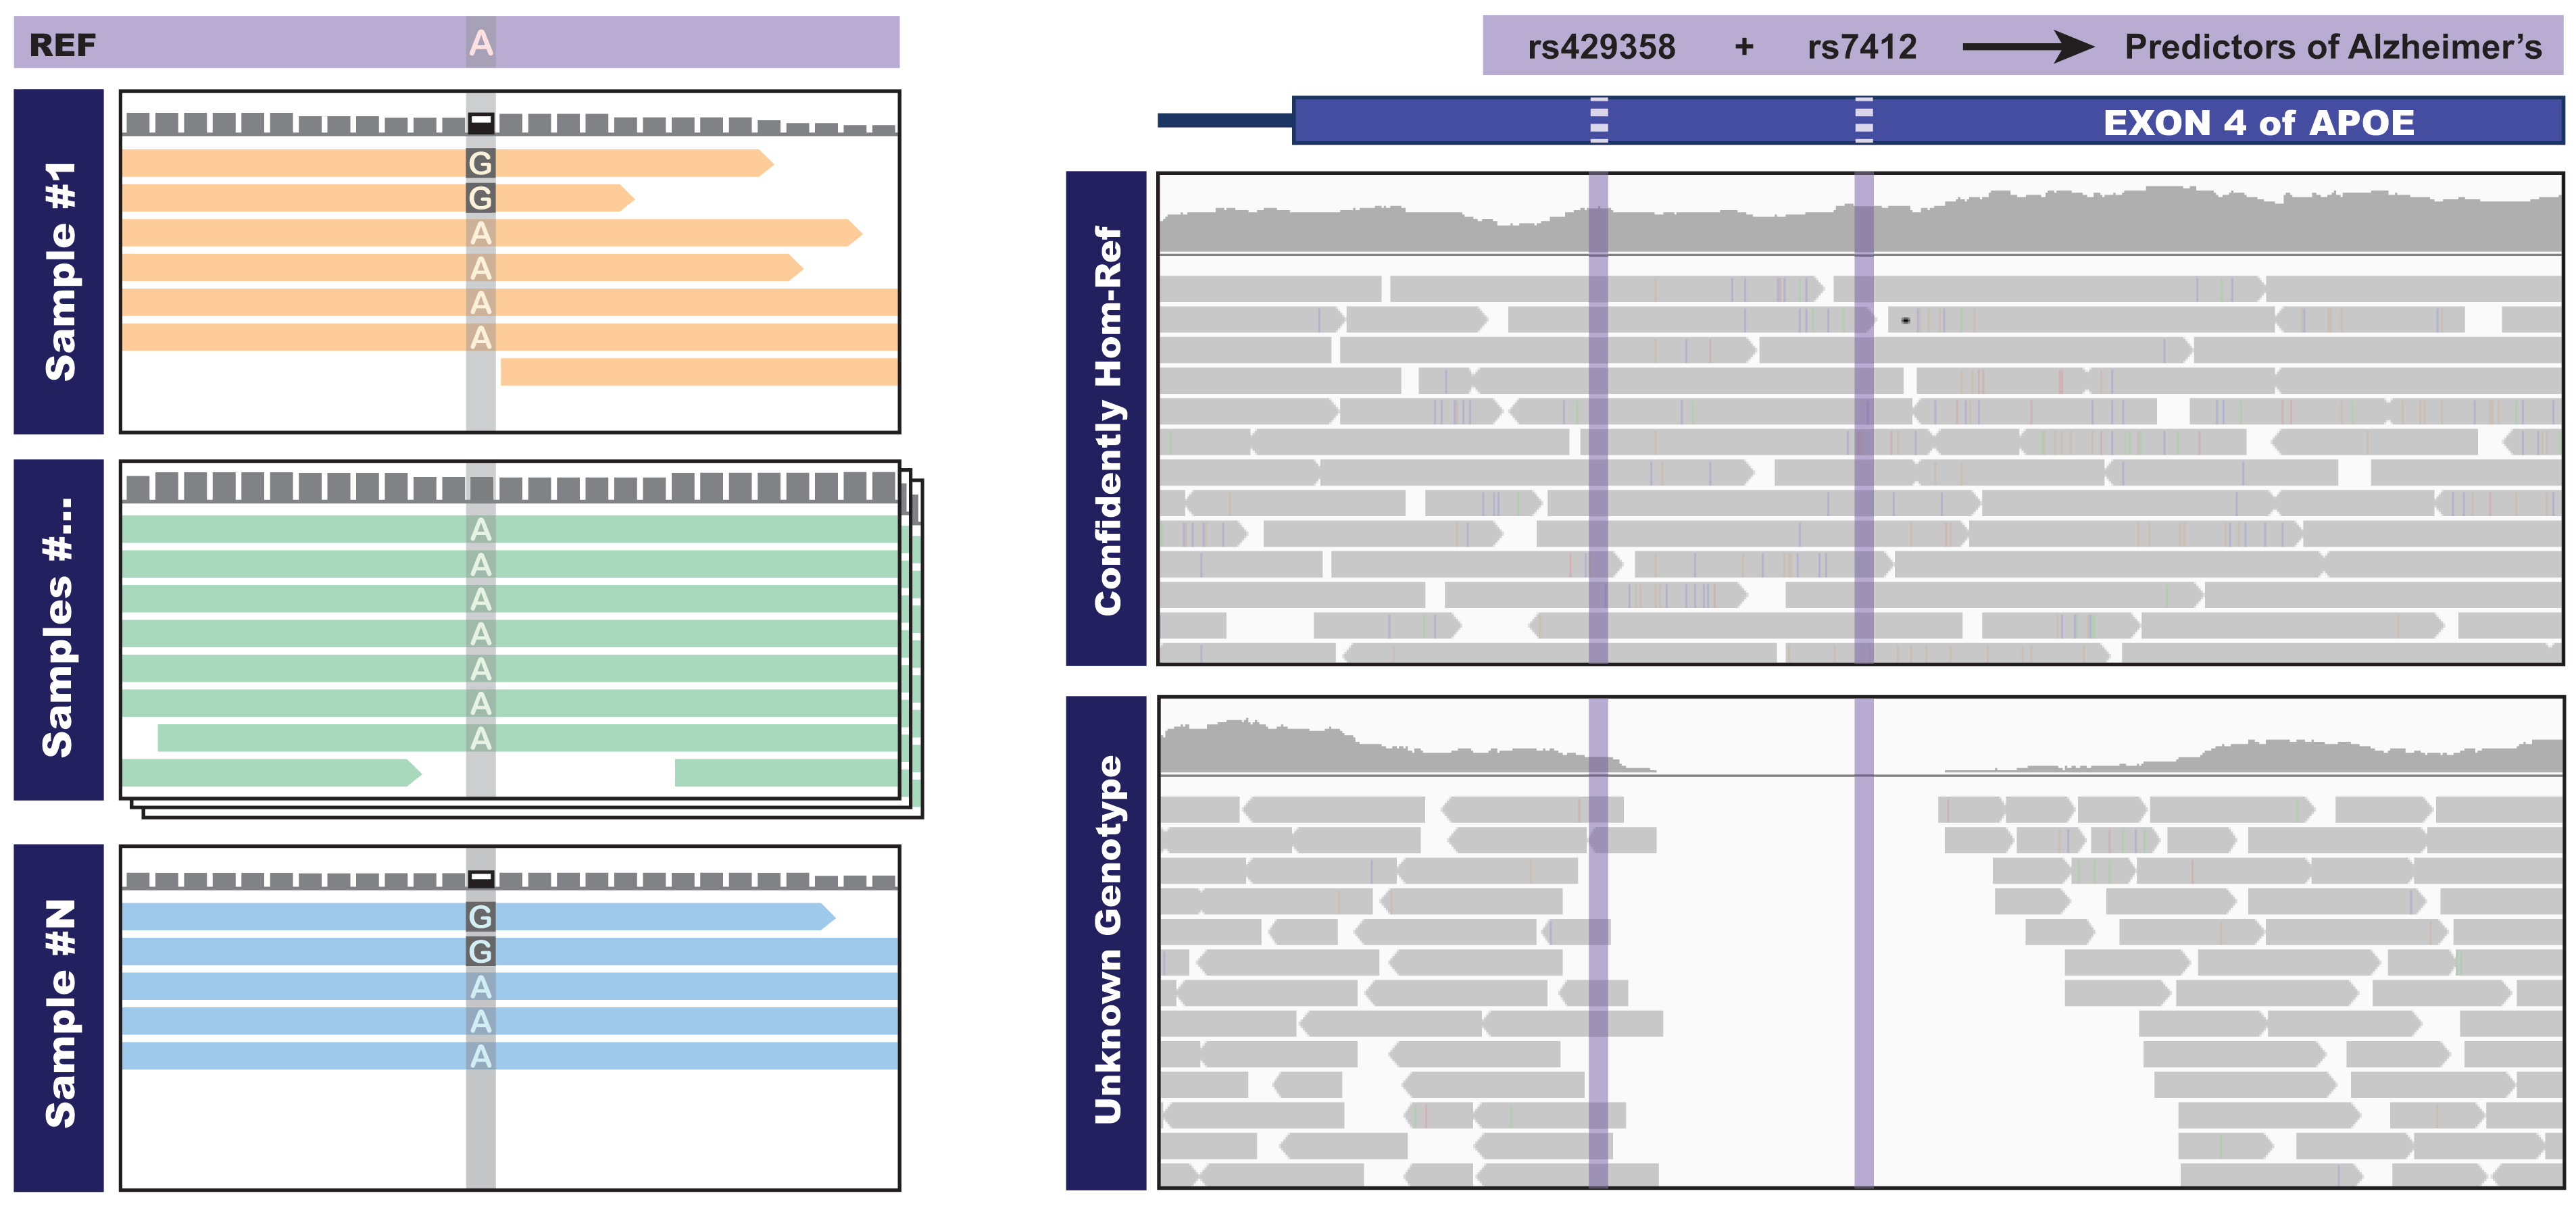 REF A
Sample #1
G
G
A
A
A
A
Samples #...
A
A
A
A
A
A
A
Sample #N
G
G
A
A
A
rs429358 + rs7412 Predictors of Alzheimer’s
EXON 4 of APOE
Confidently Hom-Ref
Unknown Genotype